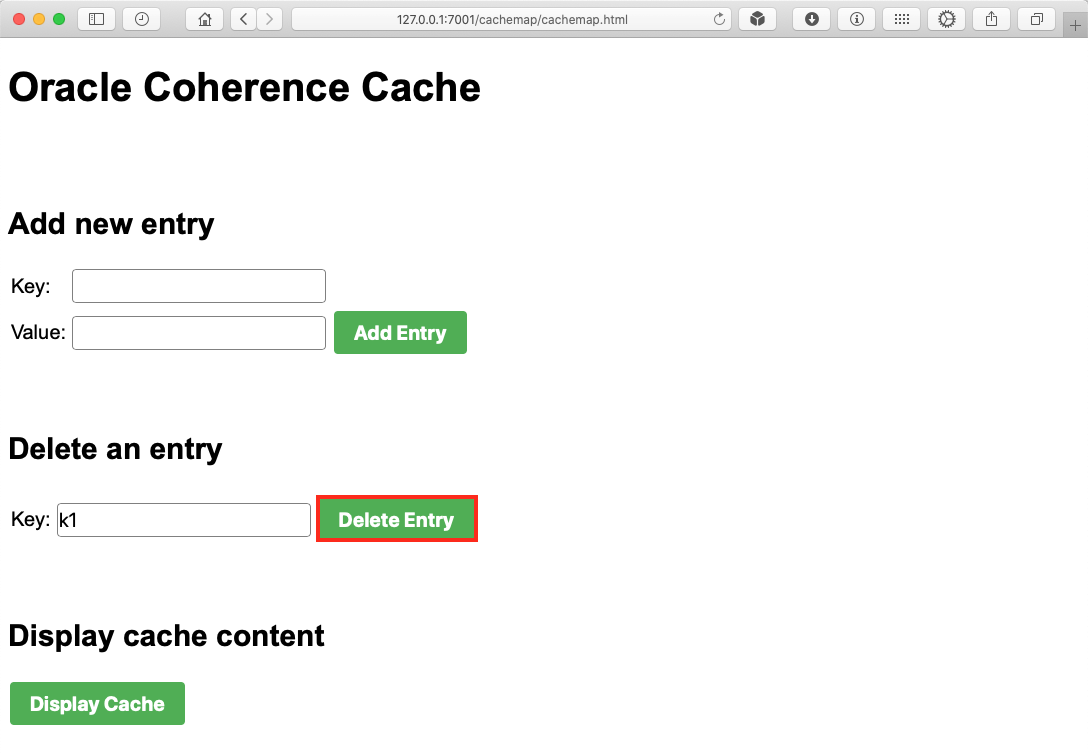 127.0.0.1:7001/cachemap/cachemap.html
Oracle Coherence Cache
Add new entry
Key:
Value: Add Entry
Delete an entry
Key: k1 Delete Entry
Display cache content
Display Cache